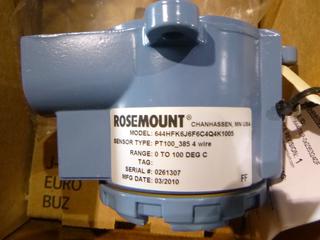 ROSEMOUNT CHANHASSEN, MN USA
MODEL: 644HFK6J6F6C4Q4K1005
SENSOR TYPE: PT100_385 4 wire
RANGE: 0 TO 100 DEG C
TAG:
SERIAL #: 0261307
MFG DATE: 03/2010 FF
EURO
BUZ